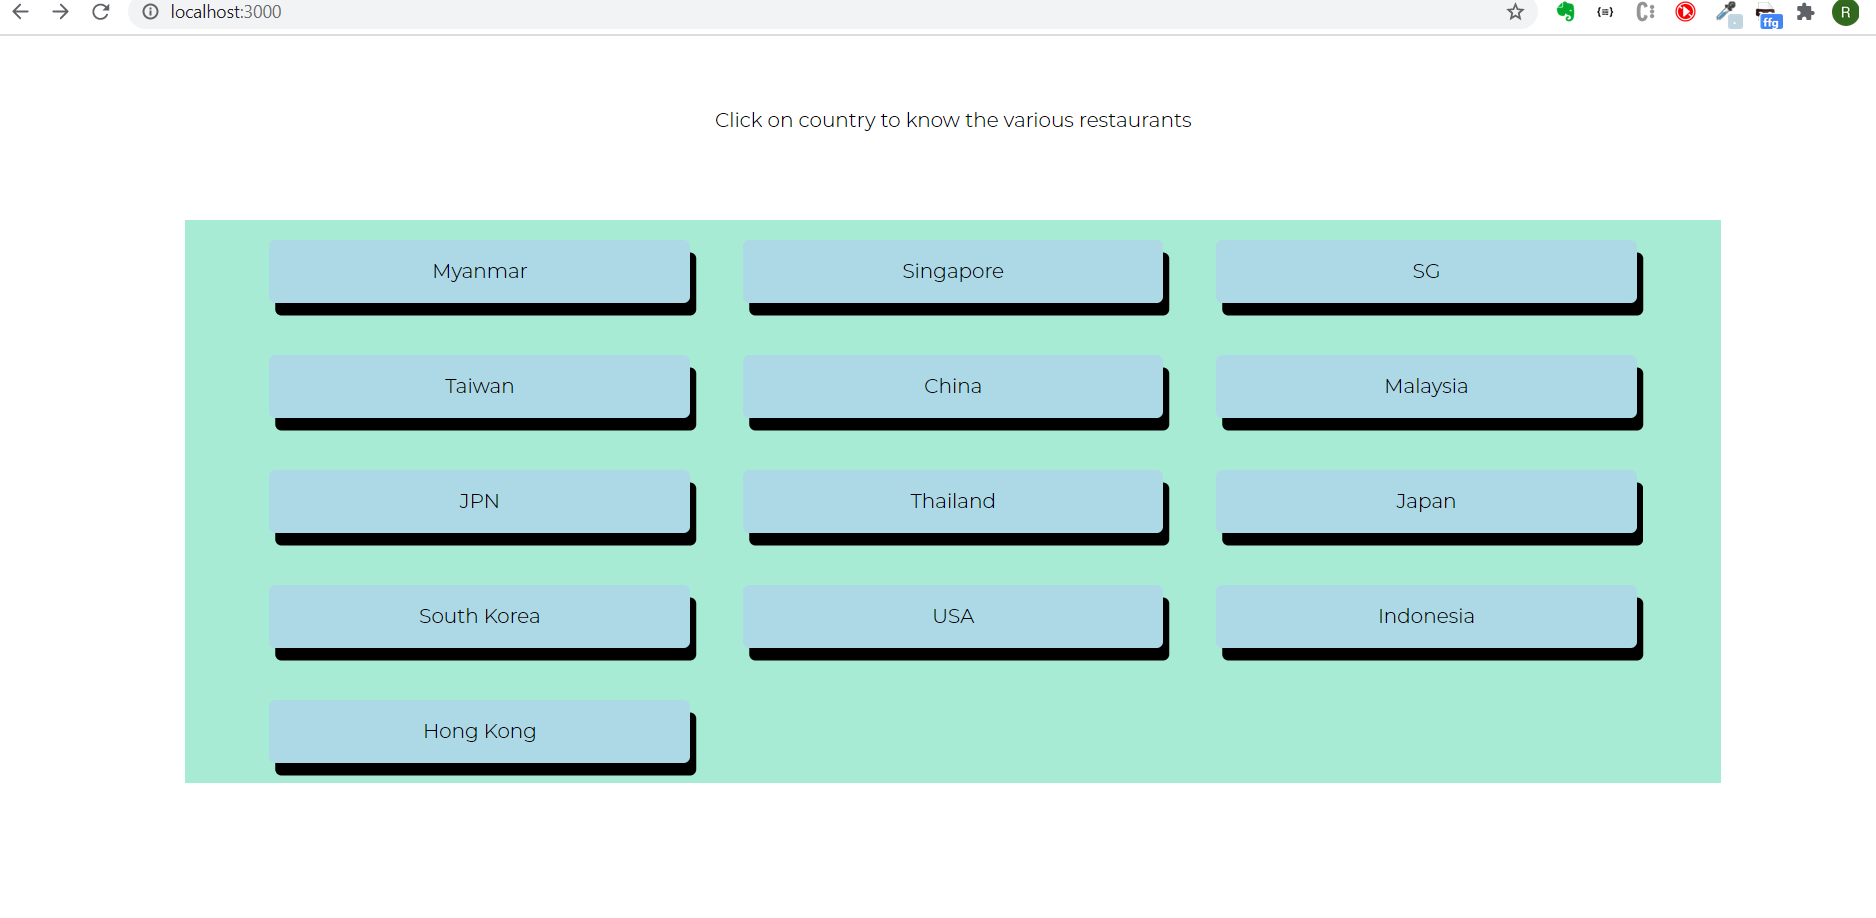 localhost:3000
{≡}
C
ffg
R
Click on country to know the various restaurants
Myanmar
Singapore
SG
Taiwan
China
Malaysia
JPN
Thailand
Japan
South Korea
USA
Indonesia
Hong Kong